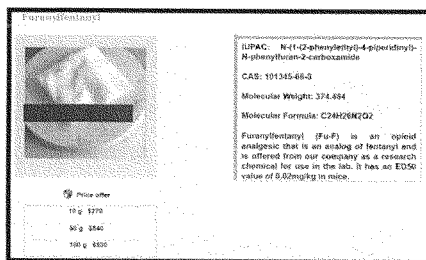 Furanylfentanyl
IUPAC: N-(1-(2-phenylethyl)-4-piperidinyl)-
N-phenylfuran-2-carboxamide
CAS: 101345-66-8
Molecular Weight: 374.484
Molecular Formula: C24H26N2O2
Furanylfentanyl (Fu-F) is an opioid
analgesic that is an analog of fentanyl and
is offered from our company as a research
chemical for use in the lab. It has an ED50
value of 0.02mg/kg in mice.
Price offer
10 g $270
50 g $540
100 g